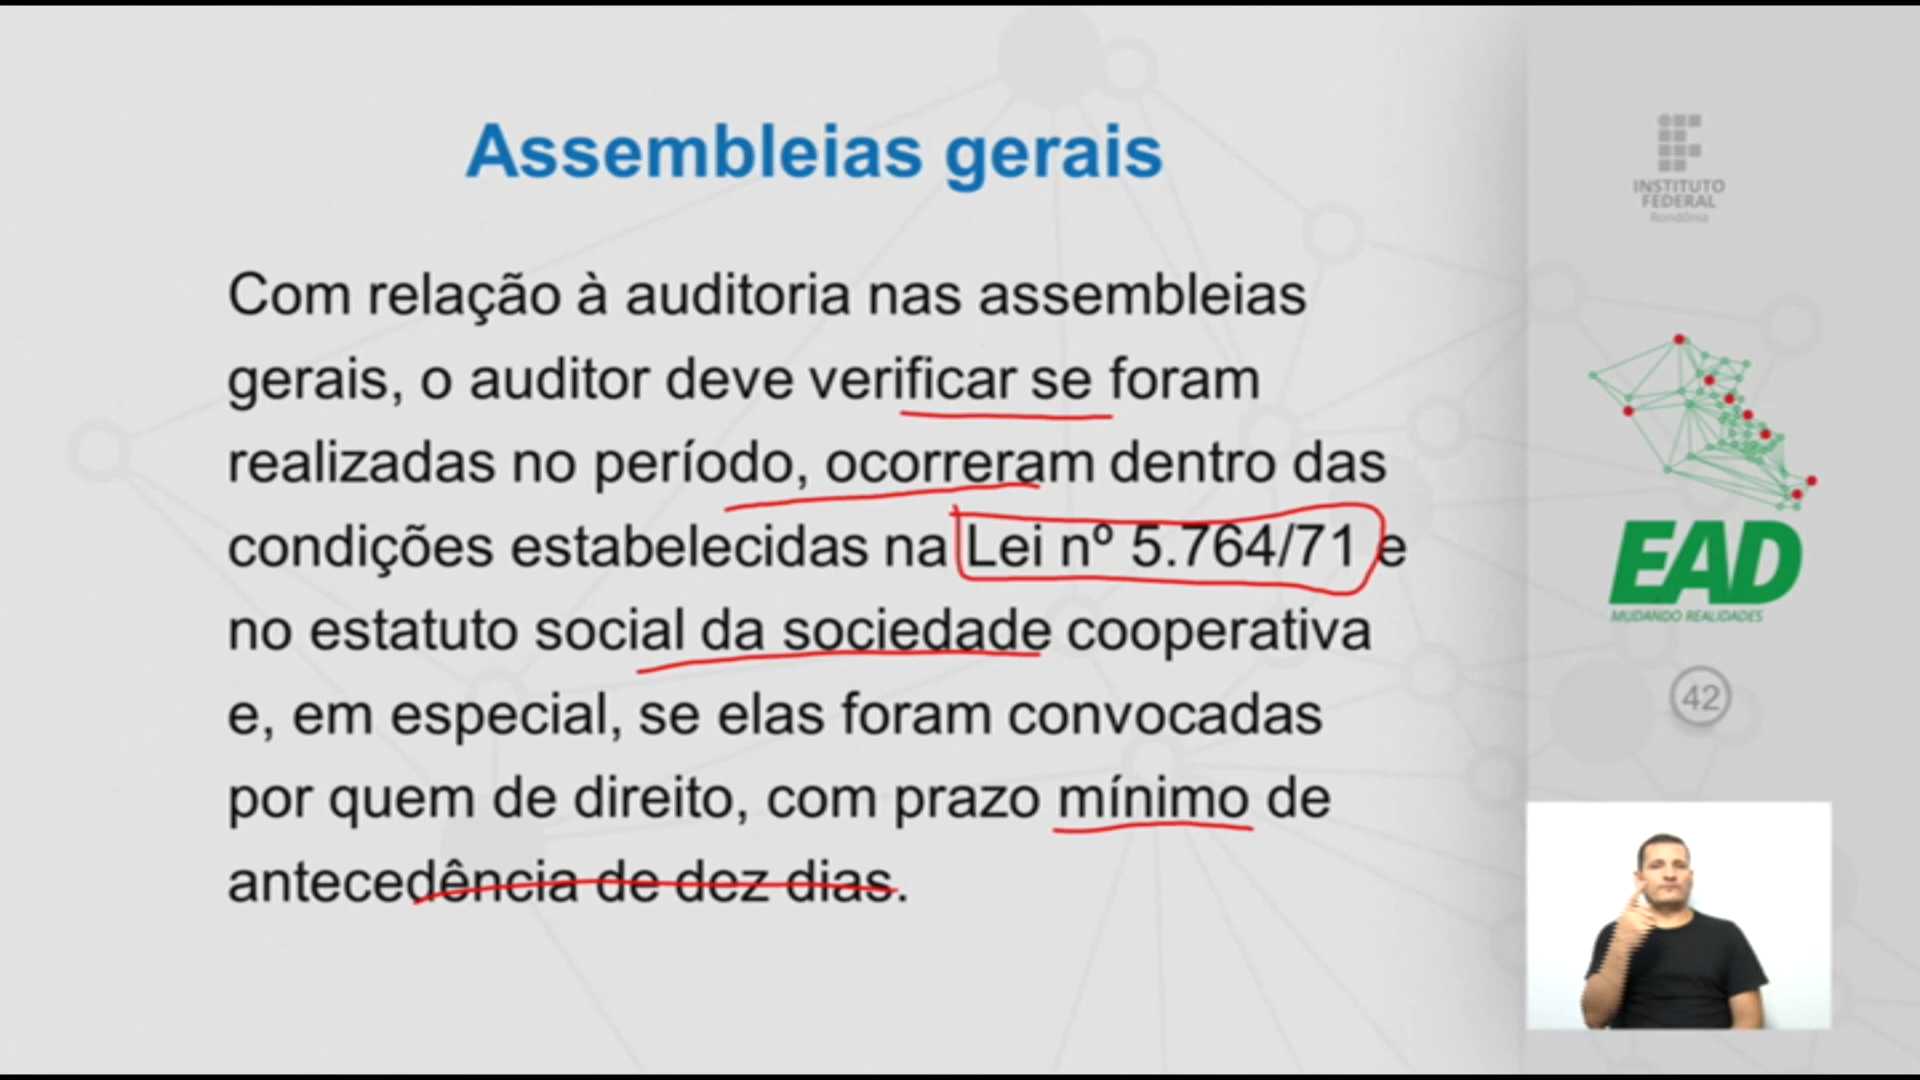 Assembleias gerais
Com relação à auditoria nas assembleias
gerais, o auditor deve verificar se foram
realizadas no período, ocorreram dentro das
condições estabelecidas na Lei nº 5.764/71 e
no estatuto social da sociedade cooperativa
e, em especial, se elas foram convocadas
por quem de direito, com prazo mínimo de
antecedência de dez dias.
INSTITUTO
FEDERAL
Rondônia
EAD
MUDANDO REALIDADES
42